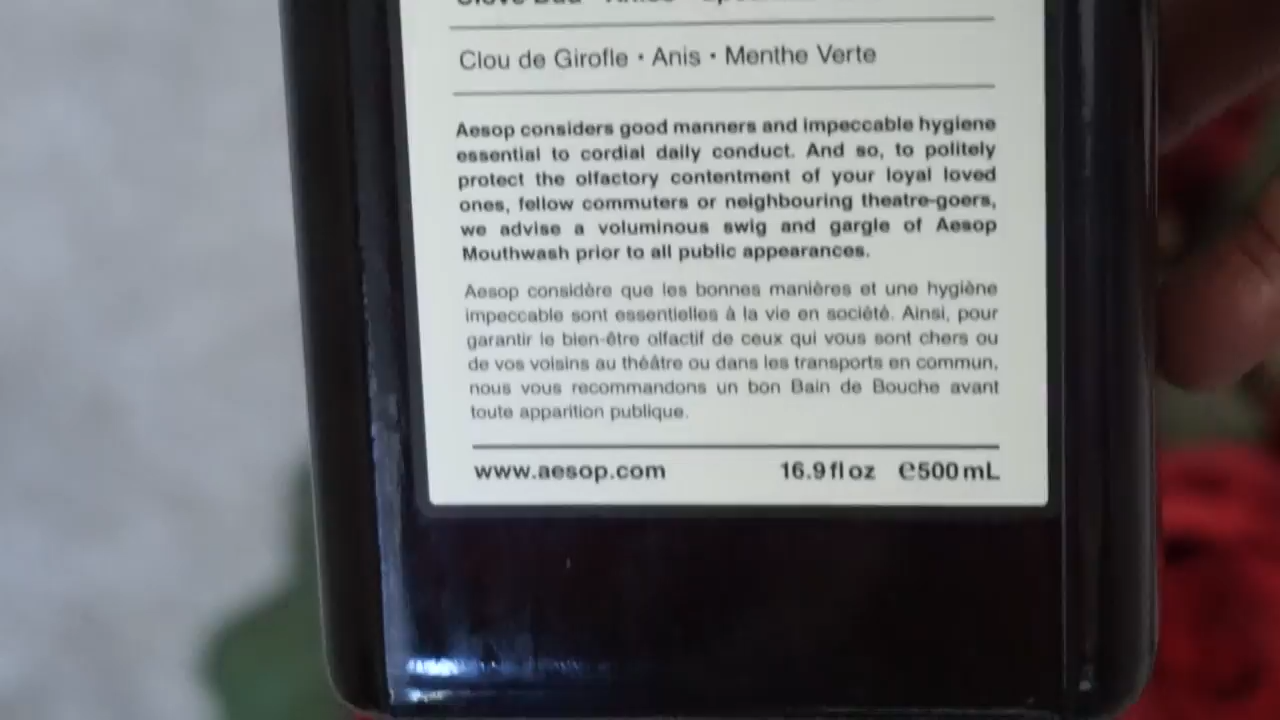 Clou de Girofle · Anis · Menthe Verte
Aesop considers good manners and impeccable hygiene
essential to cordial daily conduct. And so, to politely
protect the olfactory contentment of your loyal loved
ones, fellow commuters or neighbouring theatre-goers,
we advise a voluminous swig and gargle of Aesop
Mouthwash prior to all public appearances.
Aesop considère que les bonnes manières et une hygiène
impeccable sont essentielles à la vie en société. Ainsi, pour
garantir le bien-être olfactif de ceux qui vous sont chers ou
de vos voisins au théâtre ou dans les transports en commun,
nous vous recommandons un bon Bain de Bouche avant
toute apparition publique.
www.aesop.com 16.9 fl oz ℮500 mL